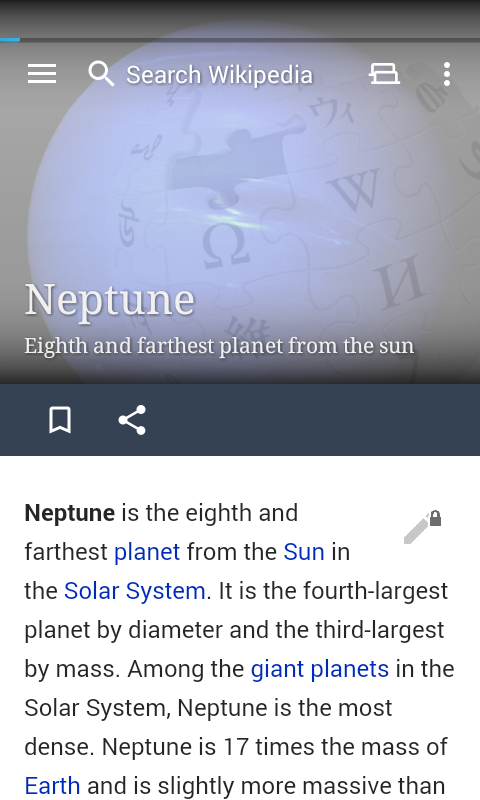 Search Wikipedia
ウィ
W
Ω
И
Neptune
Eighth and farthest planet from the sun
Neptune is the eighth and
farthest planet from the Sun in
the Solar System. It is the fourth-largest
planet by diameter and the third-largest
by mass. Among the giant planets in the
Solar System, Neptune is the most
dense. Neptune is 17 times the mass of
Earth and is slightly more massive than